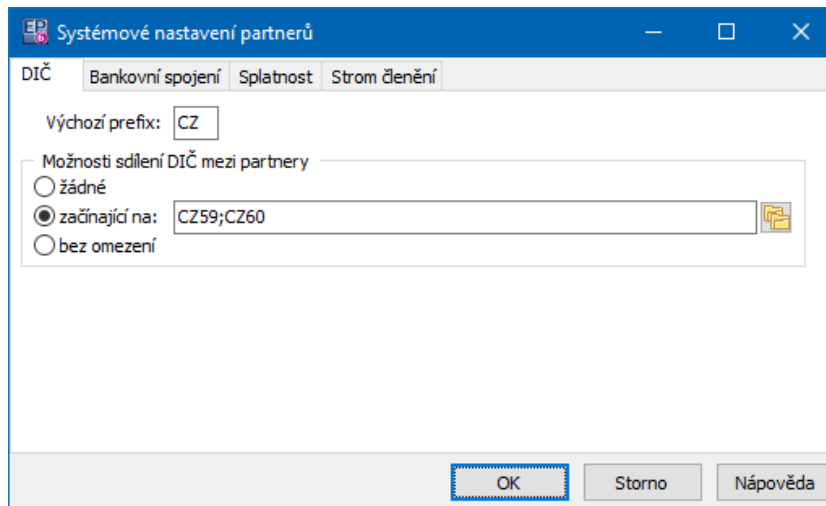 Systémové nastavení partnerů
DIČ Bankovní spojení Splatnost Strom členění
Výchozí prefix: CZ
Možnosti sdílení DIČ mezi partnery
žádné
začínající na: CZ59;CZ60
bez omezení
OK Storno Nápověda